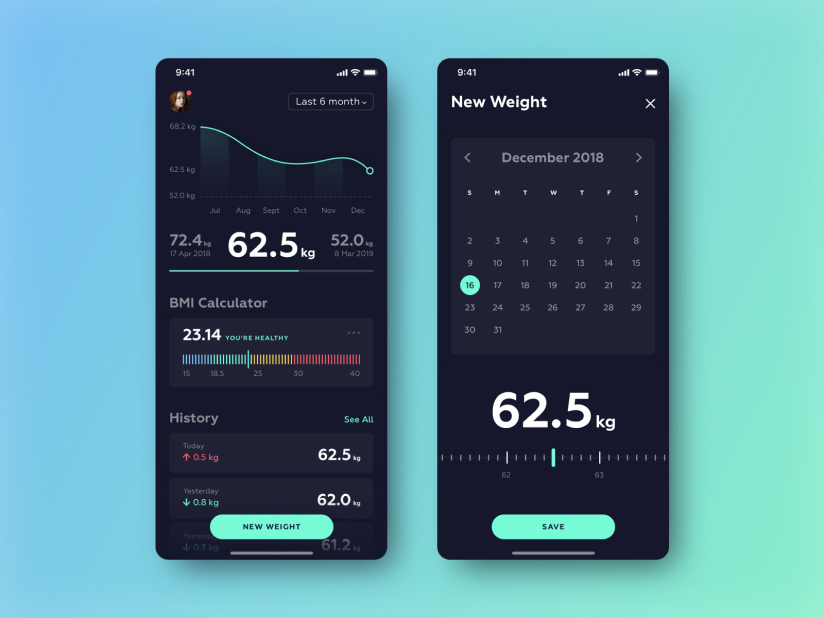 9:41
Last 6 month
68.2 kg
62.5 kg
52.0 kg
Jul Aug Sept Oct Nov Dec
72.4 kg 62.5 kg 52.0 kg
17 Apr 2018 8 Mar 2019
BMI Calculator
23.14 YOU'RE HEALTHY
15 18.5 25 30 40
History See All
Today
0.5 kg 62.5 kg
Yesterday
0.8 kg 62.0 kg
NEW WEIGHT
0.3 kg 61.2 kg
9:41
New Weight
December 2018
S M T W T F S
1
2 3 4 5 6 7 8
9 10 11 12 13 14 15
16 17 18 19 20 21 22
23 24 25 26 27 28 29
30 31
62.5 kg
62 63
SAVE